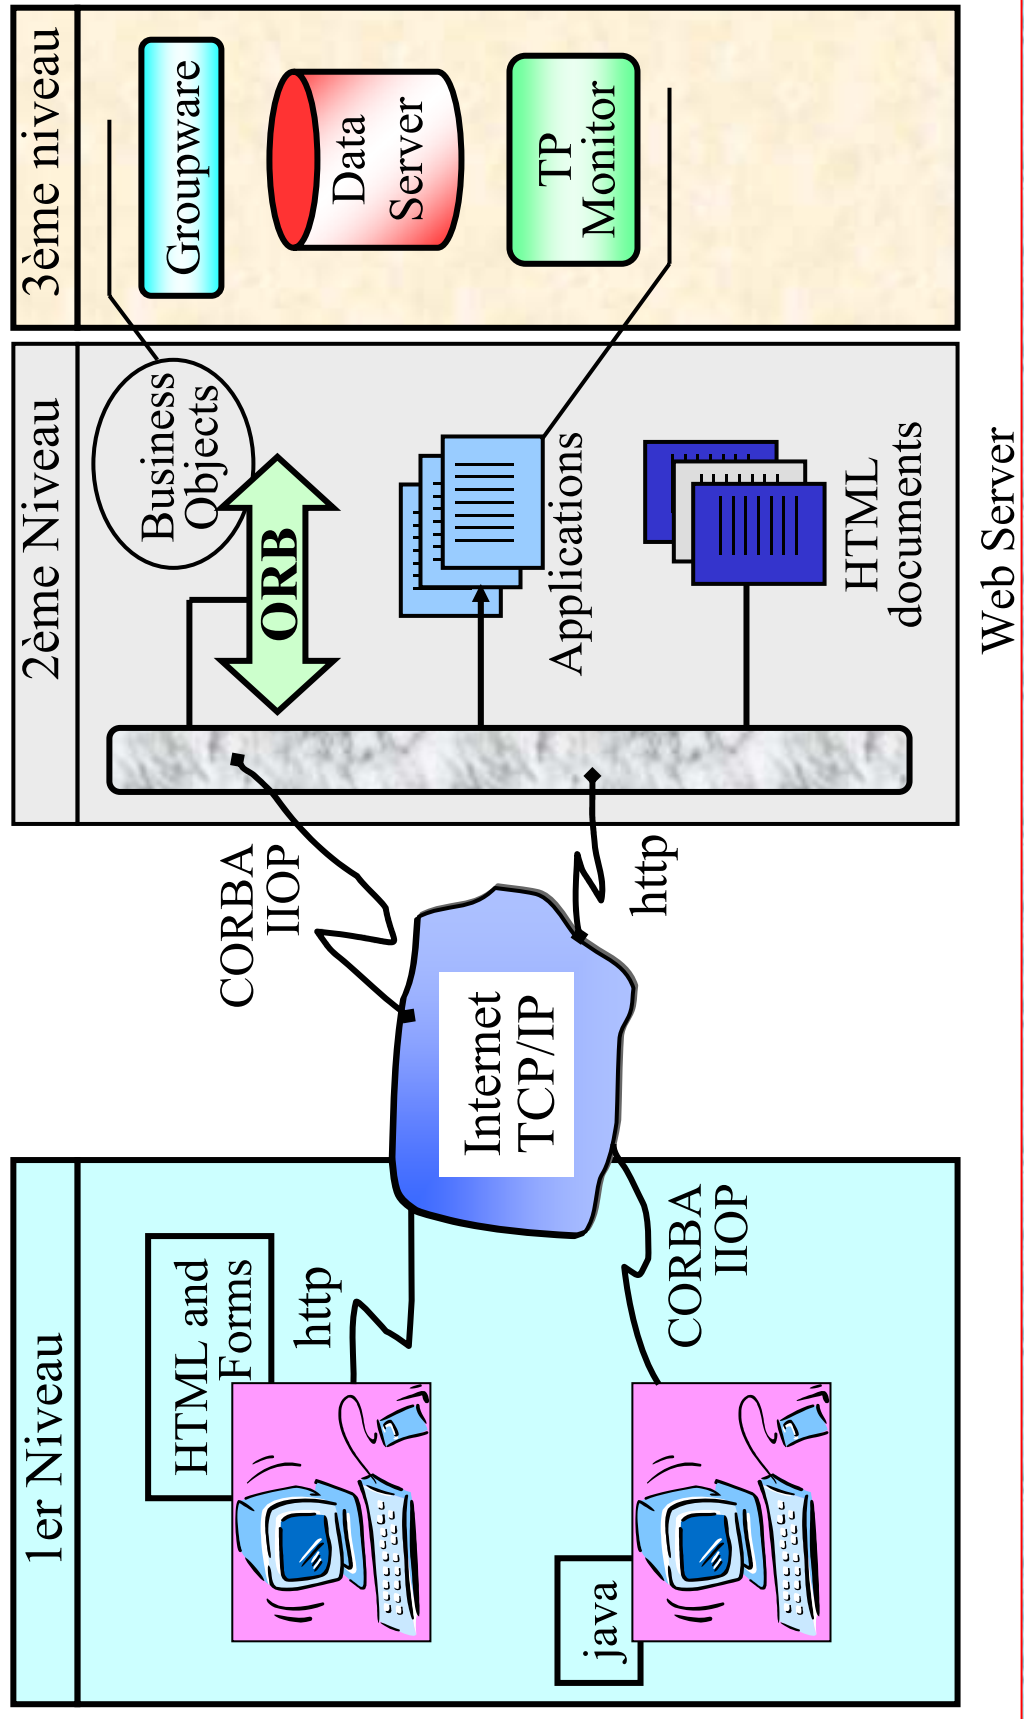 1er Niveau
2ème Niveau
3ème niveau
HTML and
Forms
http
java
CORBA
IIOP
Internet
TCP/IP
CORBA
IIOP
http
Business
Objects
ORB
Applications
HTML
documents
Web Server
Groupware
Data
Server
TP
Monitor